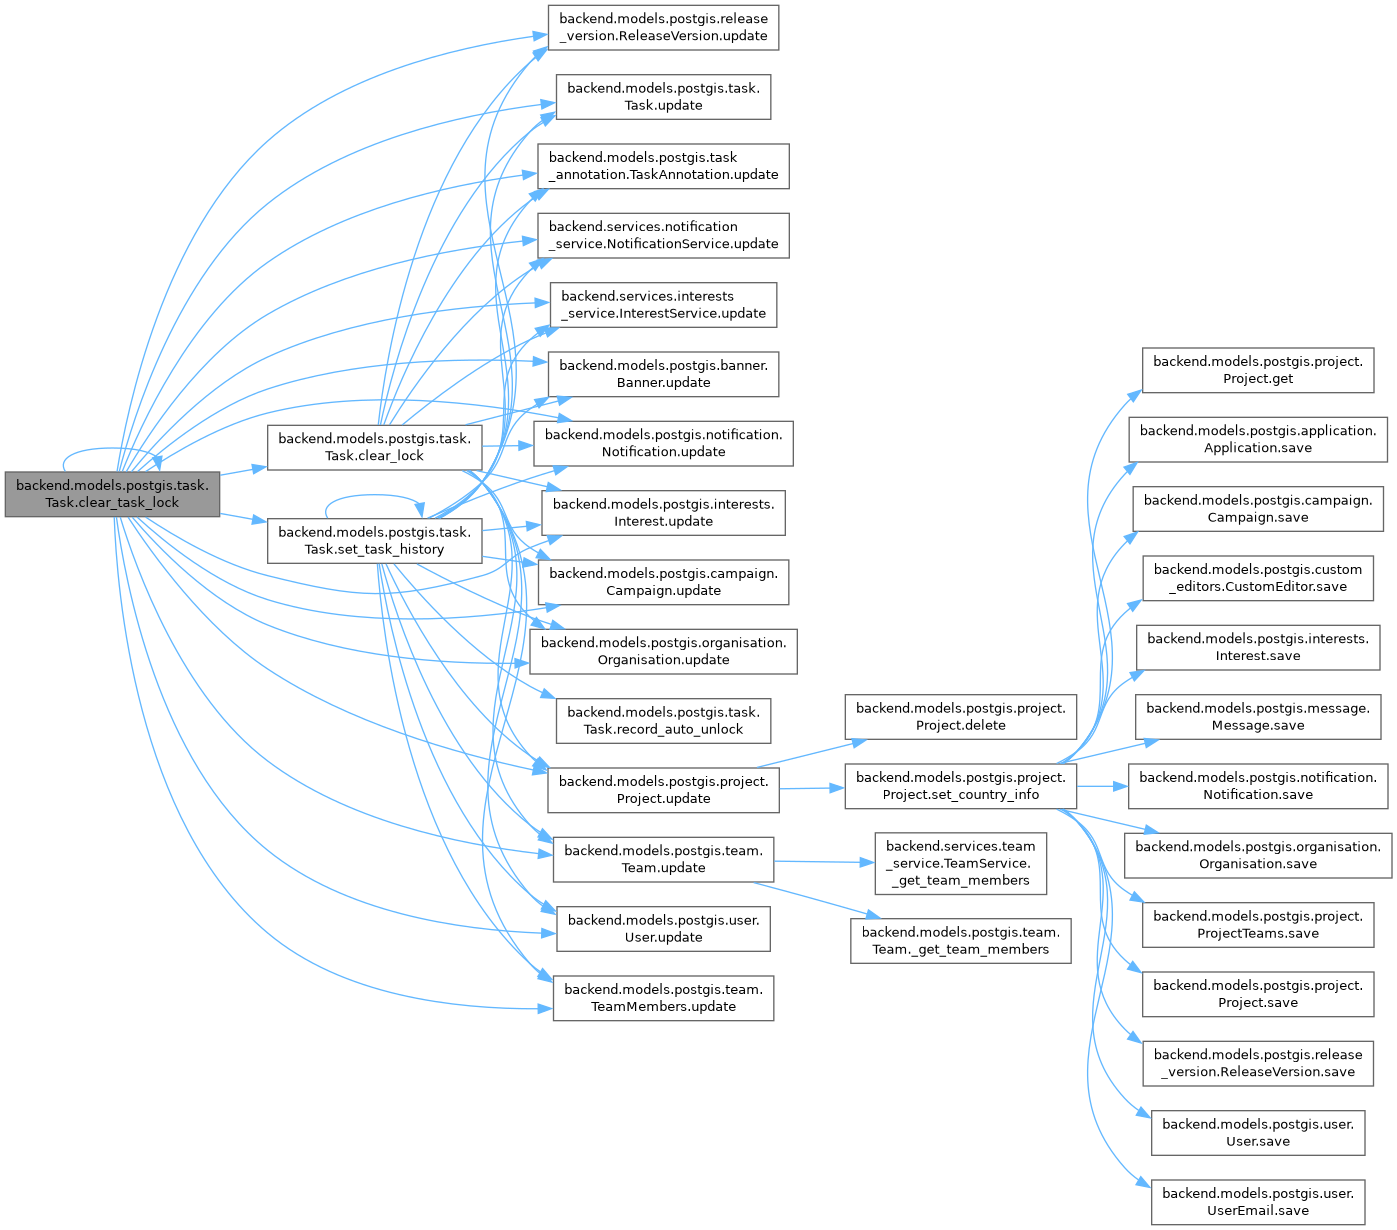 backend.models.postgis.task.
Task.clear_task_lock
backend.models.postgis.task.
Task.clear_lock
backend.models.postgis.task.
Task.set_task_history
backend.models.postgis.release
_version.ReleaseVersion.update
backend.models.postgis.task.
Task.update
backend.models.postgis.task
_annotation.TaskAnnotation.update
backend.services.notification
_service.NotificationService.update
backend.services.interests
_service.InterestService.update
backend.models.postgis.banner.
Banner.update
backend.models.postgis.notification.
Notification.update
backend.models.postgis.interests.
Interest.update
backend.models.postgis.campaign.
Campaign.update
backend.models.postgis.organisation.
Organisation.update
backend.models.postgis.task.
Task.record_auto_unlock
backend.models.postgis.project.
Project.update
backend.models.postgis.team.
Team.update
backend.models.postgis.user.
User.update
backend.models.postgis.team.
TeamMembers.update
backend.models.postgis.project.
Project.delete
backend.models.postgis.project.
Project.set_country_info
backend.services.team
_service.TeamService.
_get_team_members
backend.models.postgis.team.
Team._get_team_members
backend.models.postgis.project.
Project.get
backend.models.postgis.application.
Application.save
backend.models.postgis.campaign.
Campaign.save
backend.models.postgis.custom
_editors.CustomEditor.save
backend.models.postgis.interests.
Interest.save
backend.models.postgis.message.
Message.save
backend.models.postgis.notification.
Notification.save
backend.models.postgis.organisation.
Organisation.save
backend.models.postgis.project.
ProjectTeams.save
backend.models.postgis.project.
Project.save
backend.models.postgis.release
_version.ReleaseVersion.save
backend.models.postgis.user.
User.save
backend.models.postgis.user.
UserEmail.save